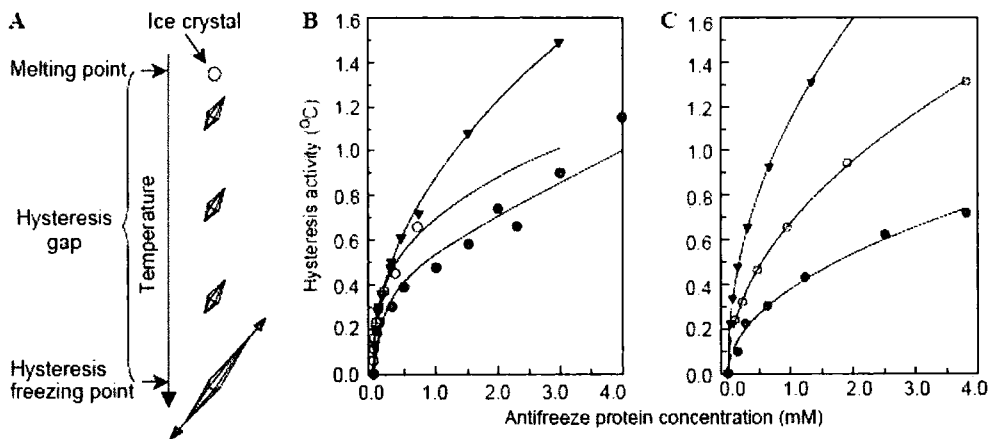 A
Ice crystal
Melting point
Hysteresis
gap
Temperature
Hysteresis
freezing point
B
Hysteresis activity (°C)
1.6
1.4
1.2
1.0
0.8
0.6
0.4
0.2
0.0
0.0 1.0 2.0 3.0 4.0
C
1.6
1.4
1.2
1.0
0.8
0.6
0.4
0.2
0.0
0.0 1.0 2.0 3.0 4.0
Antifreeze protein concentration (mM)